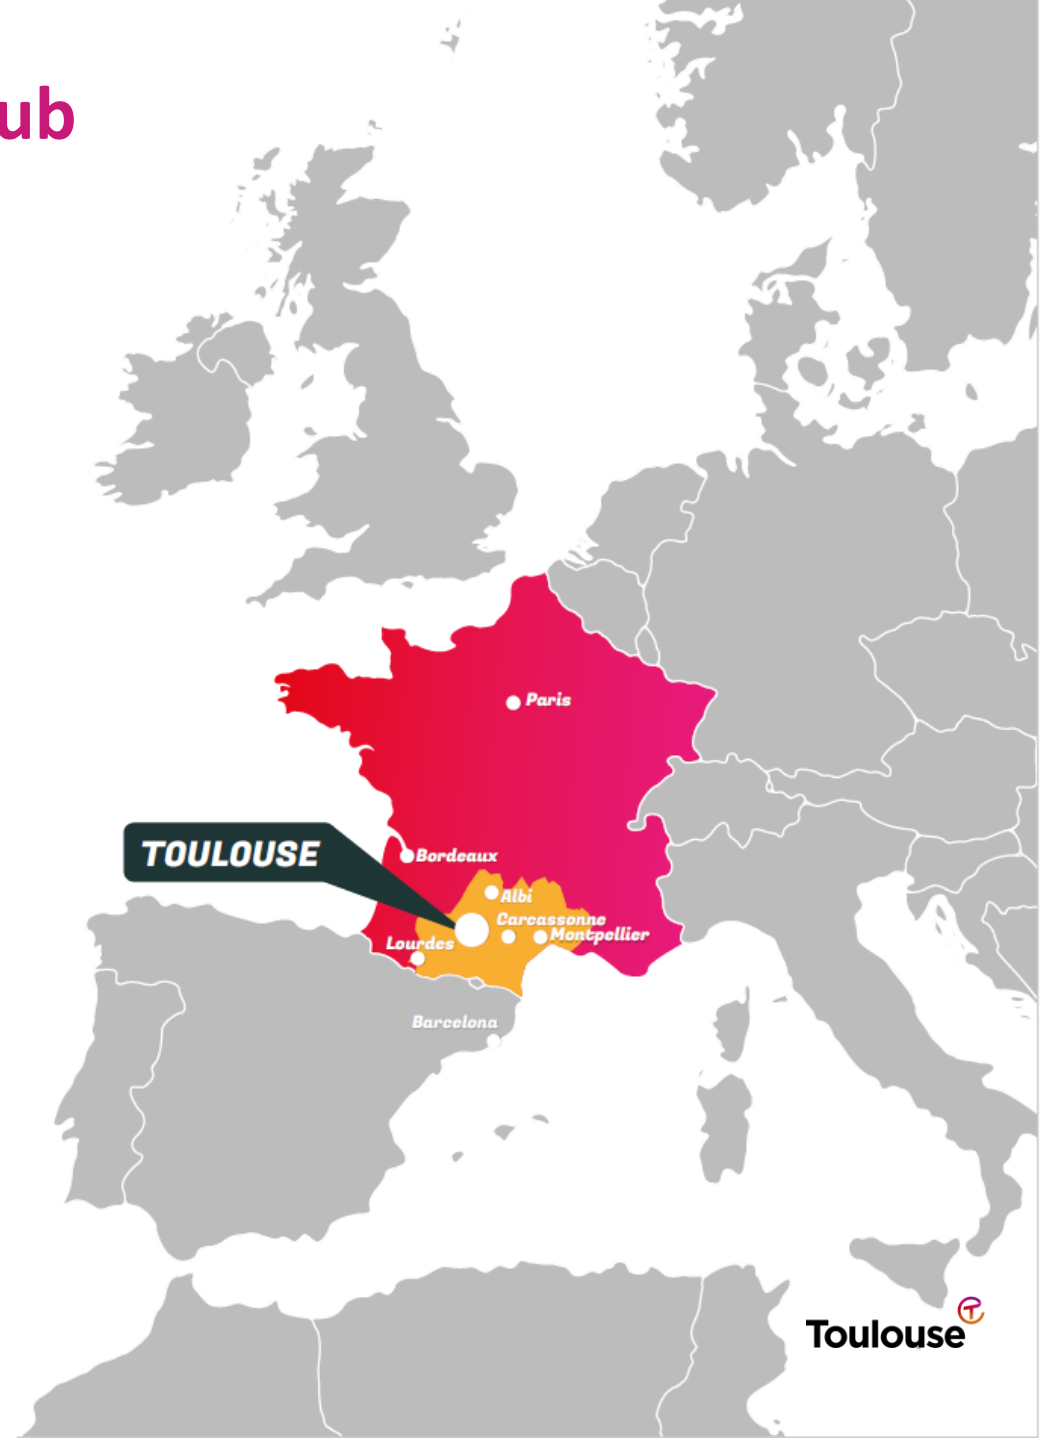 ub
Paris
TOULOUSE
Bordeaux
Albi
Carcassonne
Montpellier
Lourdes
Barcelona
Toulouse